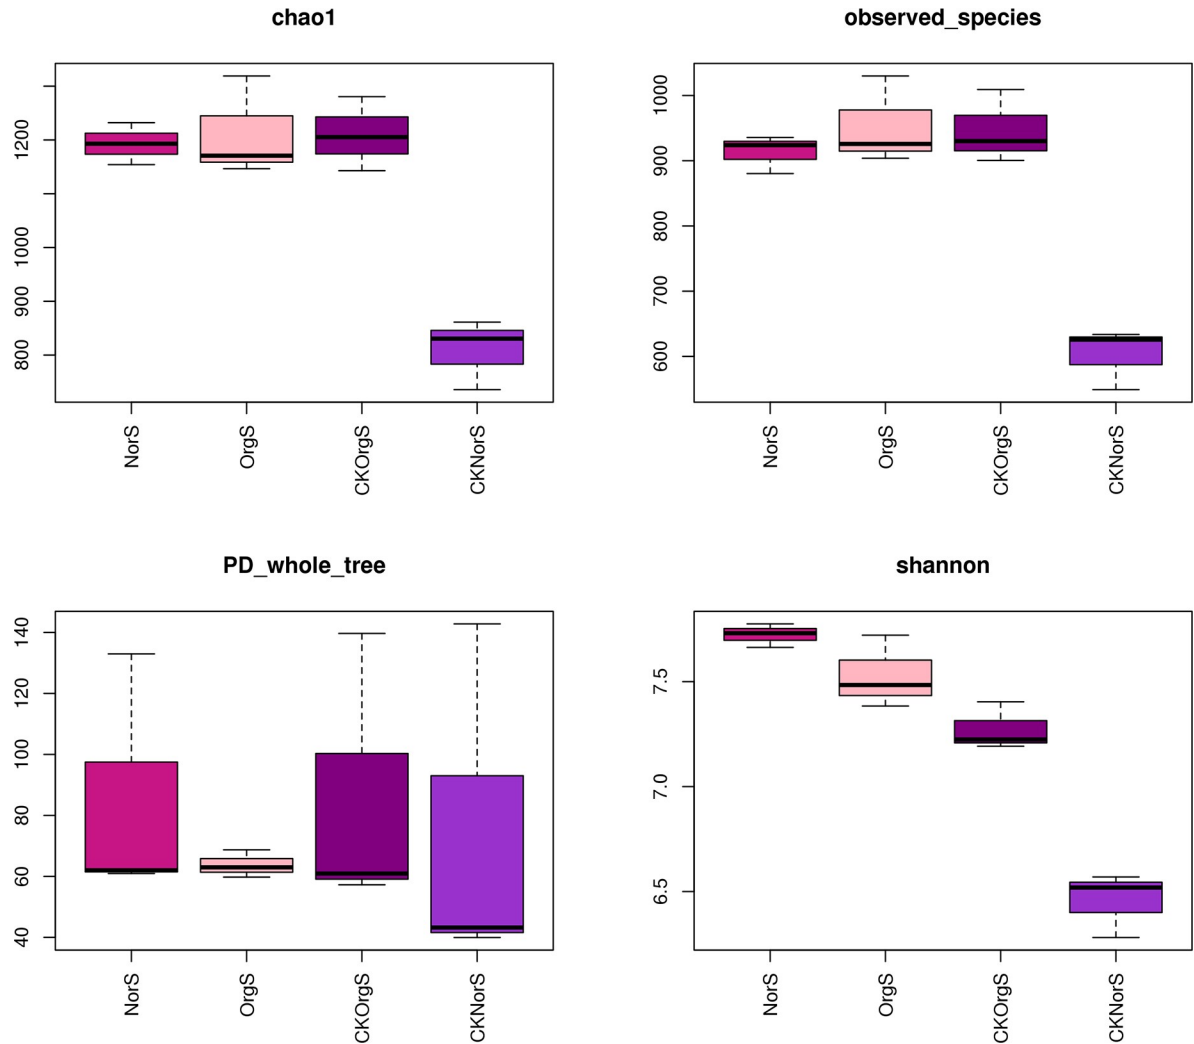 chao1
1200
1000
900
800
NorS
OrgS
CKOrgS
CKNorS
observed_species
1000
900
800
700
600
NorS
OrgS
CKOrgS
CKNorS
PD_whole_tree
140
120
100
80
60
40
NorS
OrgS
CKOrgS
CKNorS
shannon
7.5
7.0
6.5
NorS
OrgS
CKOrgS
CKNorS